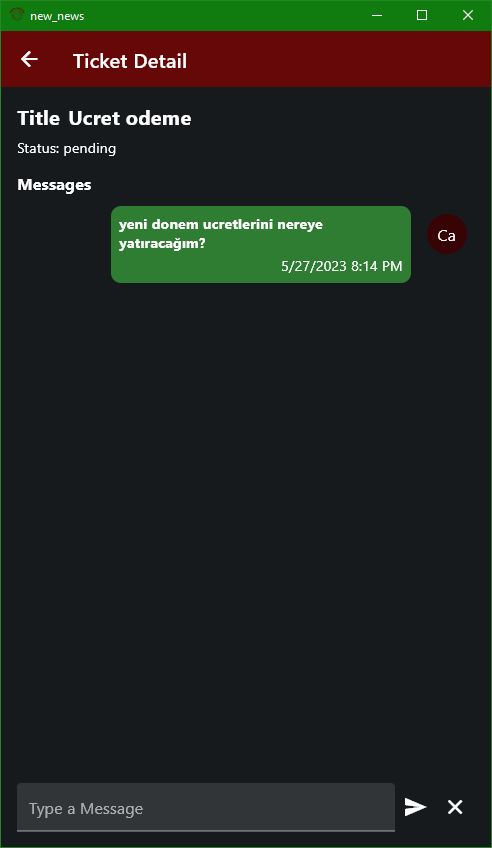 new_news
Ticket Detail
Title Ucret odeme
Status: pending
Messages
yeni donem ucretlerini nereye
yatıracağım?
5/27/2023 8:14 PM
Ca
Type a Message